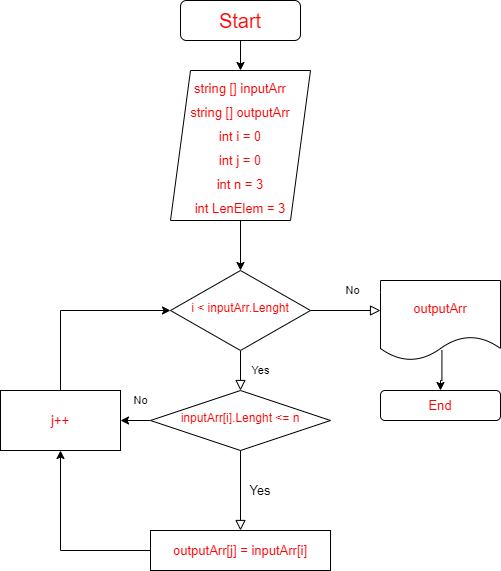 Start
string [] inputArr
string [] outputArr
int i = 0
int j = 0
int n = 3
int LenElem = 3
i < inputArr.Lenght
No
outputArr
Yes
End
inputArr[i].Lenght <= n
No
j++
Yes
outputArr[j] = inputArr[i]